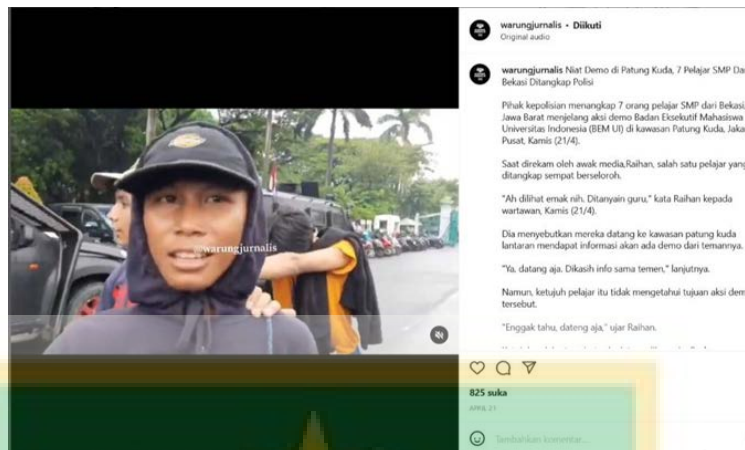 warungjurnalis • Diikuti
Original audio
warungjurnalis Niat Demo di Patung Kuda, 7 Pelajar SMP
Bekasi Ditangkap Polisi
Pihak kepolisian menangkap 7 orang pelajar SMP dari Bekasi,
Jawa Barat menjelang aksi demo Badan Eksekutif Mahasiswa
Universitas Indonesia (BEM UI) di kawasan Patung Kuda,
Pusat, Kamis (21/4).
Saat direkam oleh awak media,Raihan, salah satu pelajar yang
ditangkap sempat berseloroh.
"Ah dilihat emak nih. Ditanyain guru," kata Raihan kepada
wartawan, Kamis (21/4).
Dia menyebutkan mereka datang ke kawasan patung kuda
lantaran mendapat informasi akan ada demo dari temannya.
"Ya, datang aja. Dikasih info sama temen," lanjutnya.
Namun, ketujuh pelajar itu tidak mengetahui tujuan aksi
tersebut.
"Enggak tahu, dateng aja," ujar Raihan.
@warungjurnalis
825 suka
APRIL 21
Tambahkan komentar...